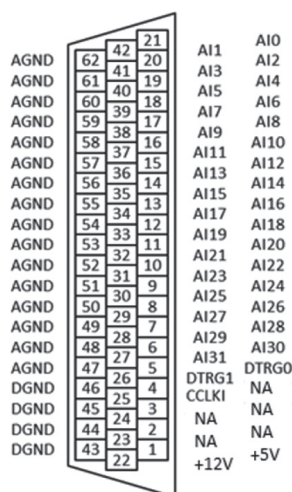 21 AI0
42 AI1
AGND 62 20 AI2
41 AI3
AGND 61 19 AI4
40 AI5
AGND 60 18 AI6
39 AI7
AGND 59 17 AI8
38 AI9
AGND 58 16 AI10
37 AI11
AGND 57 15 AI12
36 AI13
AGND 56 14 AI14
35 AI15
AGND 55 13 AI16
34 AI17
AGND 54 12 AI18
33 AI19
AGND 53 11 AI20
32 AI21
AGND 52 10 AI22
31 AI23
AGND 51 9 AI24
30 AI25
AGND 50 8 AI26
29 AI27
AGND 49 7 AI28
28 AI29
AGND 48 6 AI30
27 AI31
AGND 47 5 DTRG0
26 DTRG1
DGND 46 4 NA
25 CCLKI
DGND 45 3 NA
24 NA
DGND 44 2 NA
23 NA
DGND 43 1 +5V
22 +12V